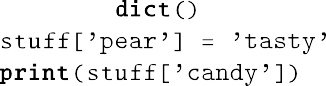 dict()
stuff['pear'] = 'tasty'
print(stuff['candy'])